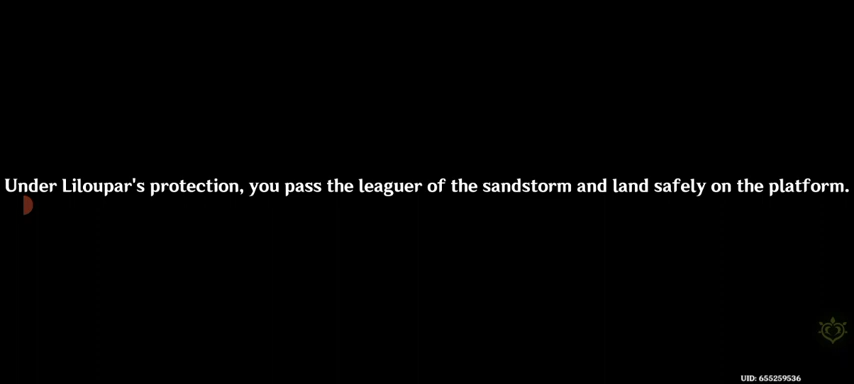 Under Liloupar's protection, you pass the leaguer of the sandstorm and land safely on the platform.
UID: 655259536